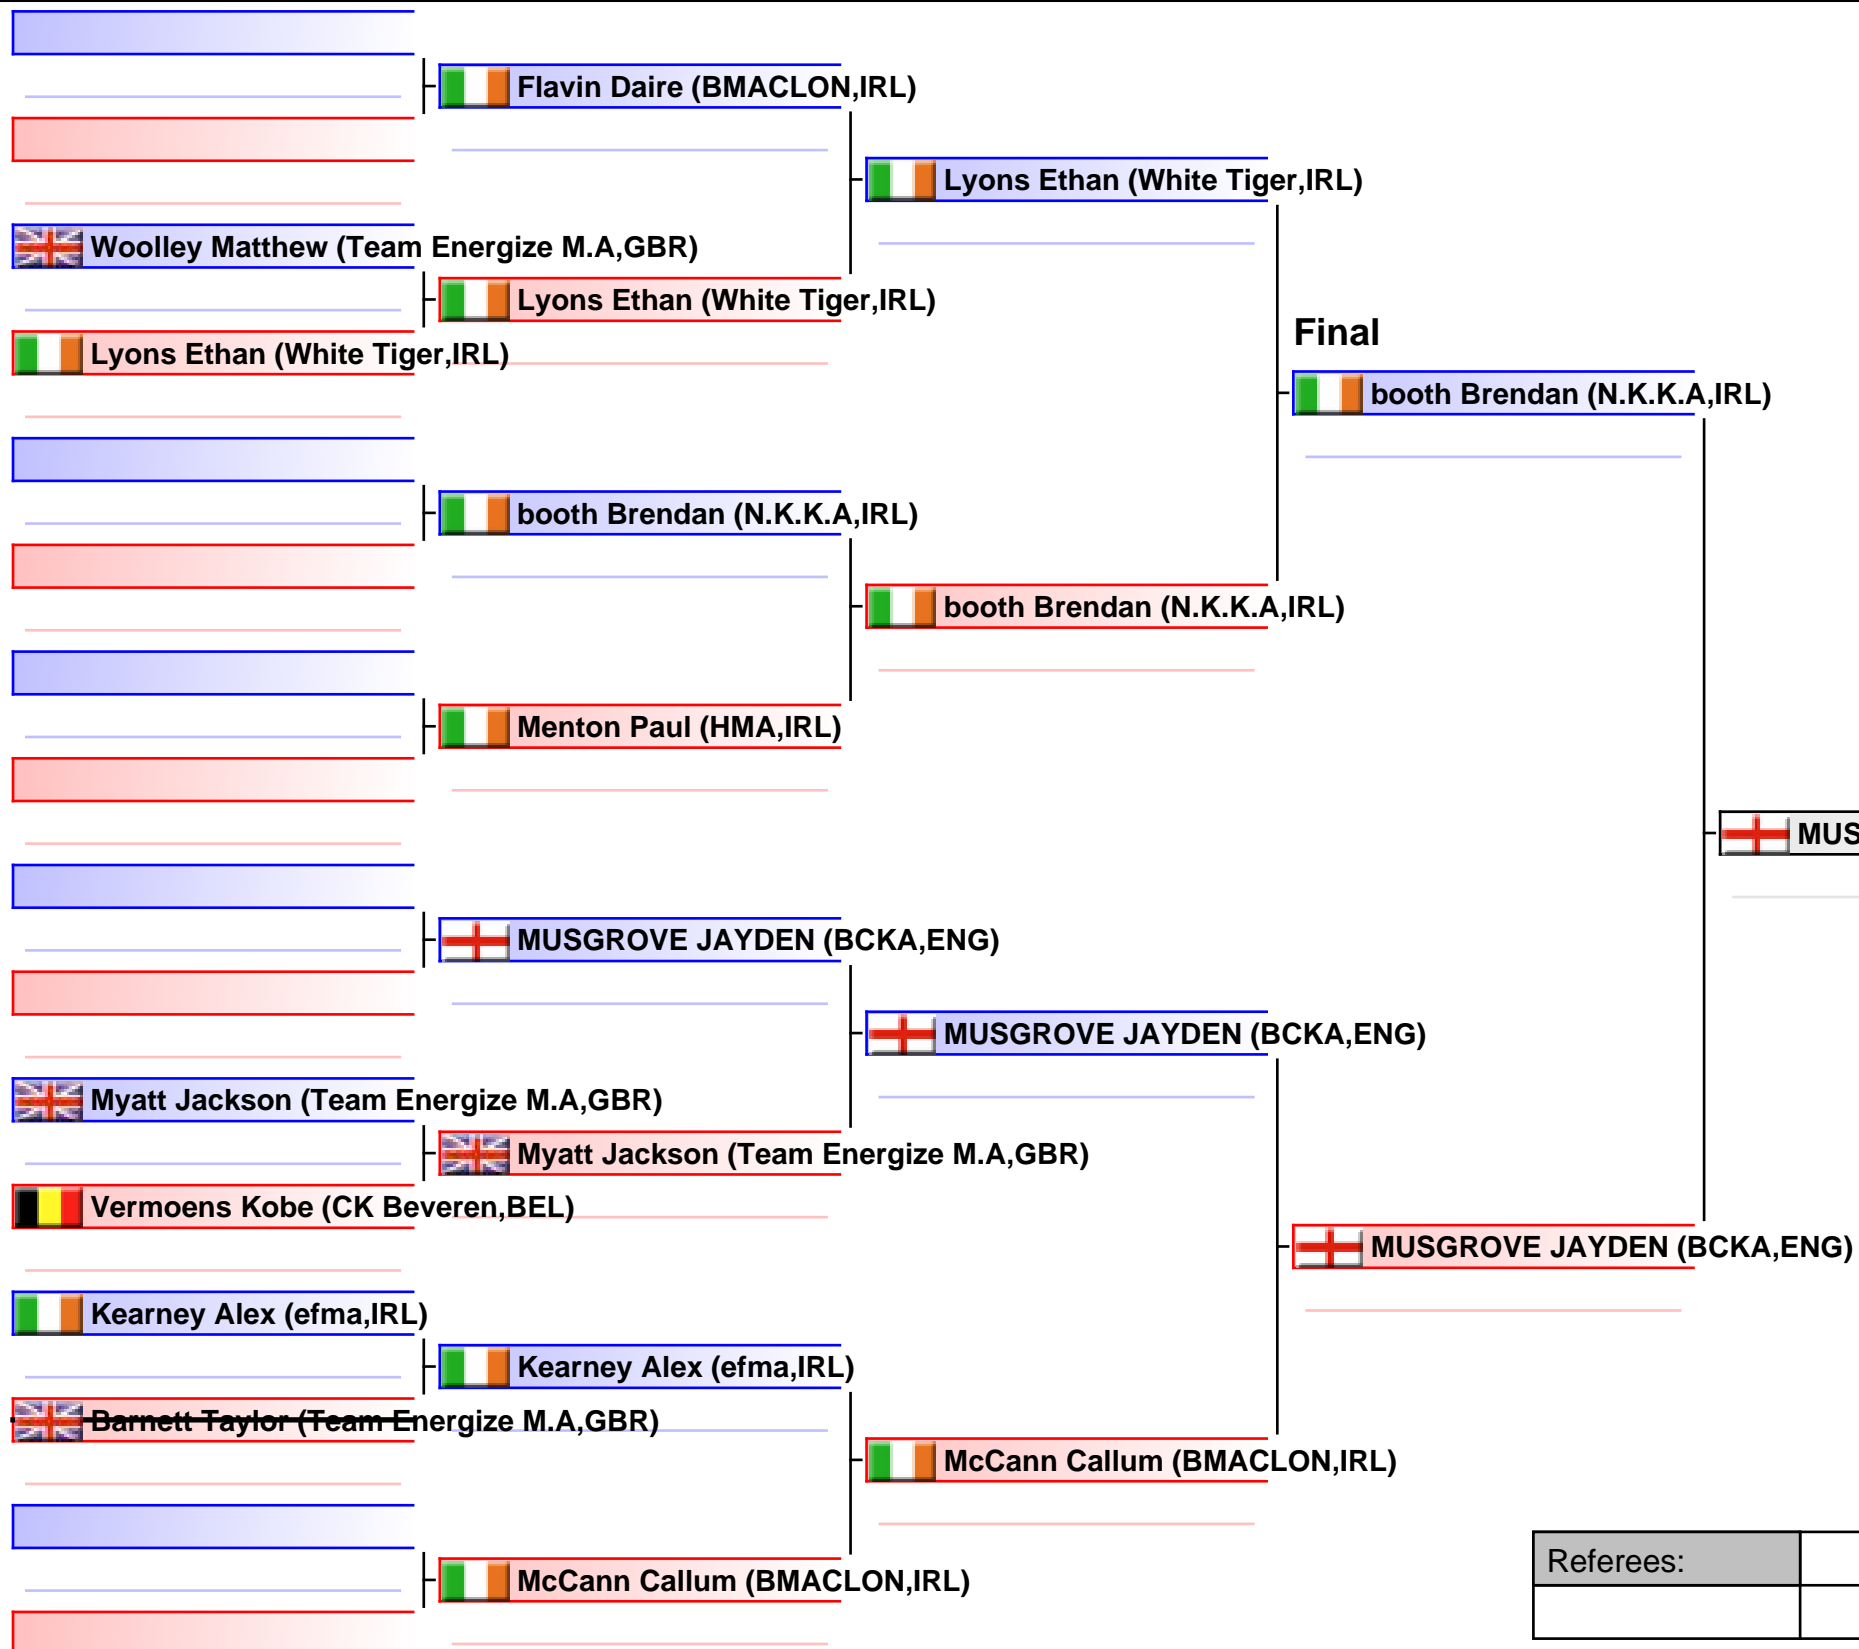 Flavin Daire (BMACLON,IRL)
Lyons Ethan (White Tiger,IRL)
Woolley Matthew (Team Energize M.A,GBR)
Lyons Ethan (White Tiger,IRL)
Final
Lyons Ethan (White Tiger,IRL)
booth Brendan (N.K.K.A,IRL)
booth Brendan (N.K.K.A,IRL)
booth Brendan (N.K.K.A,IRL)
Menton Paul (HMA,IRL)
MUS
MUSGROVE JAYDEN (BCKA,ENG)
MUSGROVE JAYDEN (BCKA,ENG)
Myatt Jackson (Team Energize M.A,GBR)
Myatt Jackson (Team Energize M.A,GBR)
Vermoens Kobe (CK Beveren,BEL)
MUSGROVE JAYDEN (BCKA,ENG)
Kearney Alex (efma,IRL)
Kearney Alex (efma,IRL)
Barnett Taylor (Team Energize M.A,GBR)
McCann Callum (BMACLON,IRL)
Referees:
McCann Callum (BMACLON,IRL)